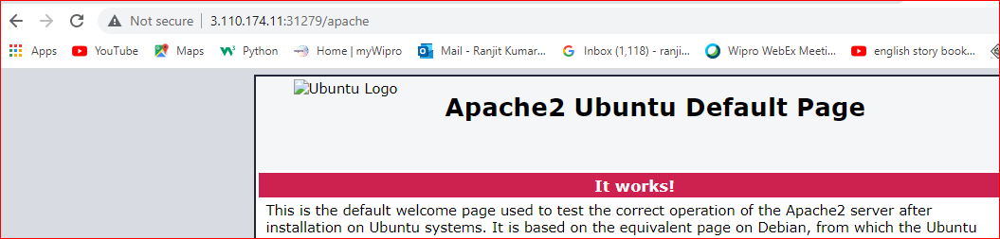 Not secure | 3.110.174.11:31279/apache
Apps YouTube Maps Python Home | myWipro Mail - Ranjit Kumar... Inbox (1,118) - ranji... Wipro WebEx Meeti... english story book...
Ubuntu Logo
Apache2 Ubuntu Default Page
It works!
This is the default welcome page used to test the correct operation of the Apache2 server after
installation on Ubuntu systems. It is based on the equivalent page on Debian, from which the Ubuntu